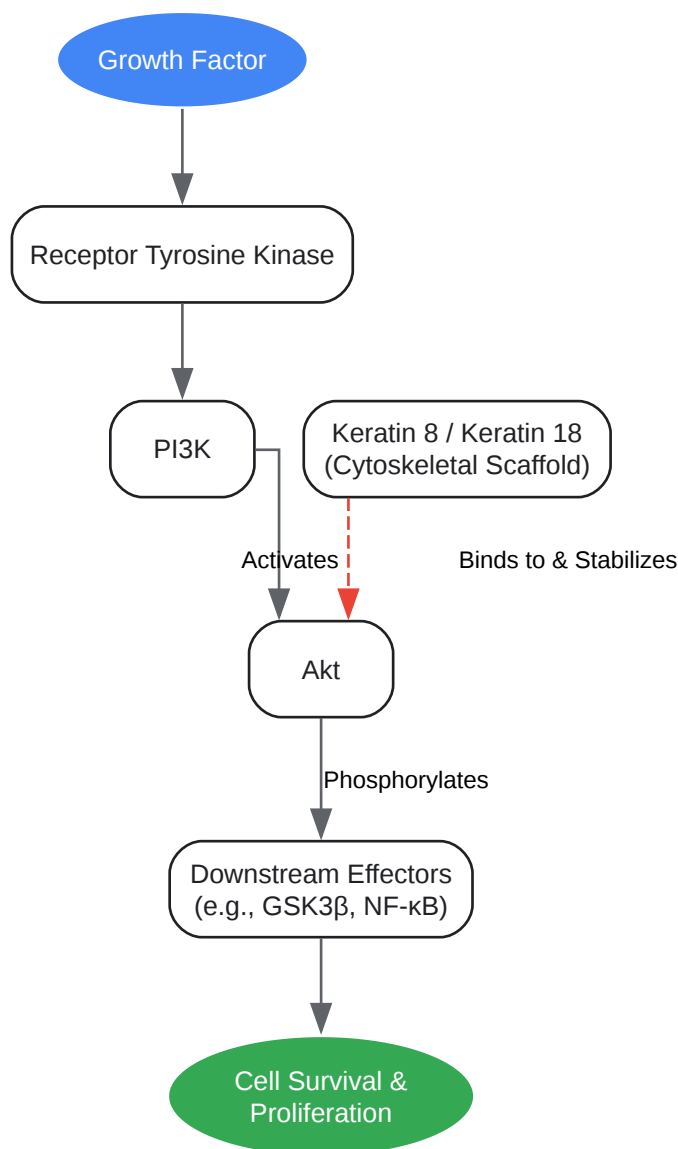 Growth Factor
Receptor Tyrosine Kinase
PI3K
Keratin 8 / Keratin 18
(Cytoskeletal Scaffold)
Activates
Binds to & Stabilizes
Akt
Phosphorylates
Downstream Effectors
(e.g., GSK3β, NF-κB)
Cell Survival &
Proliferation